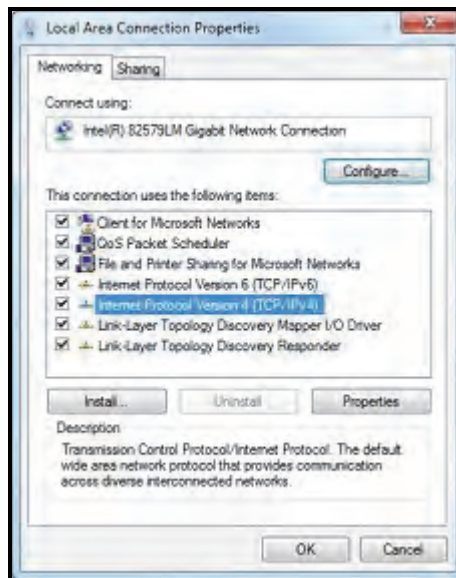 Local Area Connection Properties
Networking
Sharing
Connect using:
Intel(R) 82579LM Gigabit Network Connection
Configure...
This connection uses the following items:
Client for Microsoft Networks
QoS Packet Scheduler
File and Printer Sharing for Microsoft Networks
Internet Protocol Version 6 (TCP/IPv6)
Internet Protocol Version 4 (TCP/IPv4)
Link-Layer Topology Discovery Mapper I/O Driver
Link-Layer Topology Discovery Responder
Install...
Uninstall
Properties
Description
Transmission Control Protocol/Internet Protocol. The default
wide area network protocol that provides communication
across diverse interconnected networks.
OK
Cancel